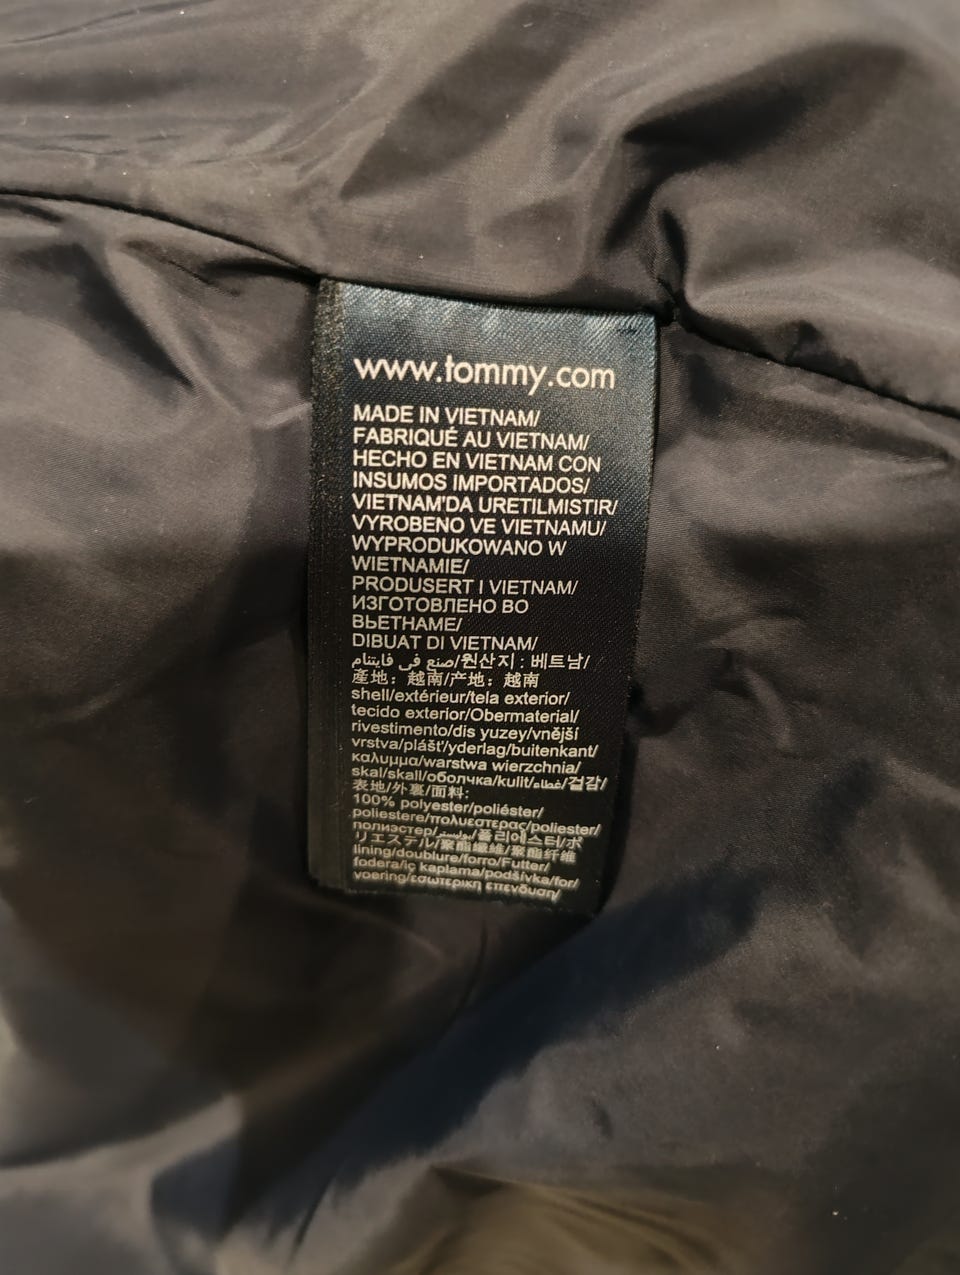 www.tommy.com
MADE IN VIETNAM/
FABRIQUÉ AU VIETNAM/
HECHO EN VIETNAM CON
INSUMOS IMPORTADOS/
VIETNAM'DA URETILMISTIR/
VYROBENO VE VIETNAMU/
WYPRODUKOWANO W
WIETNAMIE/
PRODUSERT I VIETNAM/
ИЗГОТОВЛЕНО ВО
ВЬЕТНАМЕ/
DIBUAT DI VIETNAM/
صنع في فايتنام/원산지 : 베트남/
產地：越南/产地：越南
shell/extérieur/tela exterior/
tecido exterior/Obermaterial/
rivestimento/dis yuzey/vnější
vrstva/plášt'/yderlag/buitenkant/
καλυμμα/warstwa wierzchnia/
skal/skall/оболчка/kulit/غطاء/겉감/
表地/外裏/面料:
100% polyester/poliéster/
poliestere/πολυεστερας/poliester/
полиэстер/بوليستر/폴리에스터/ポ
リエステル/聚酯纖維/聚酯纤维
lining/doublure/forro/Futter/
fodera/iç kaplama/podšívka/for/
voering/εσωτερικη επενδυση/